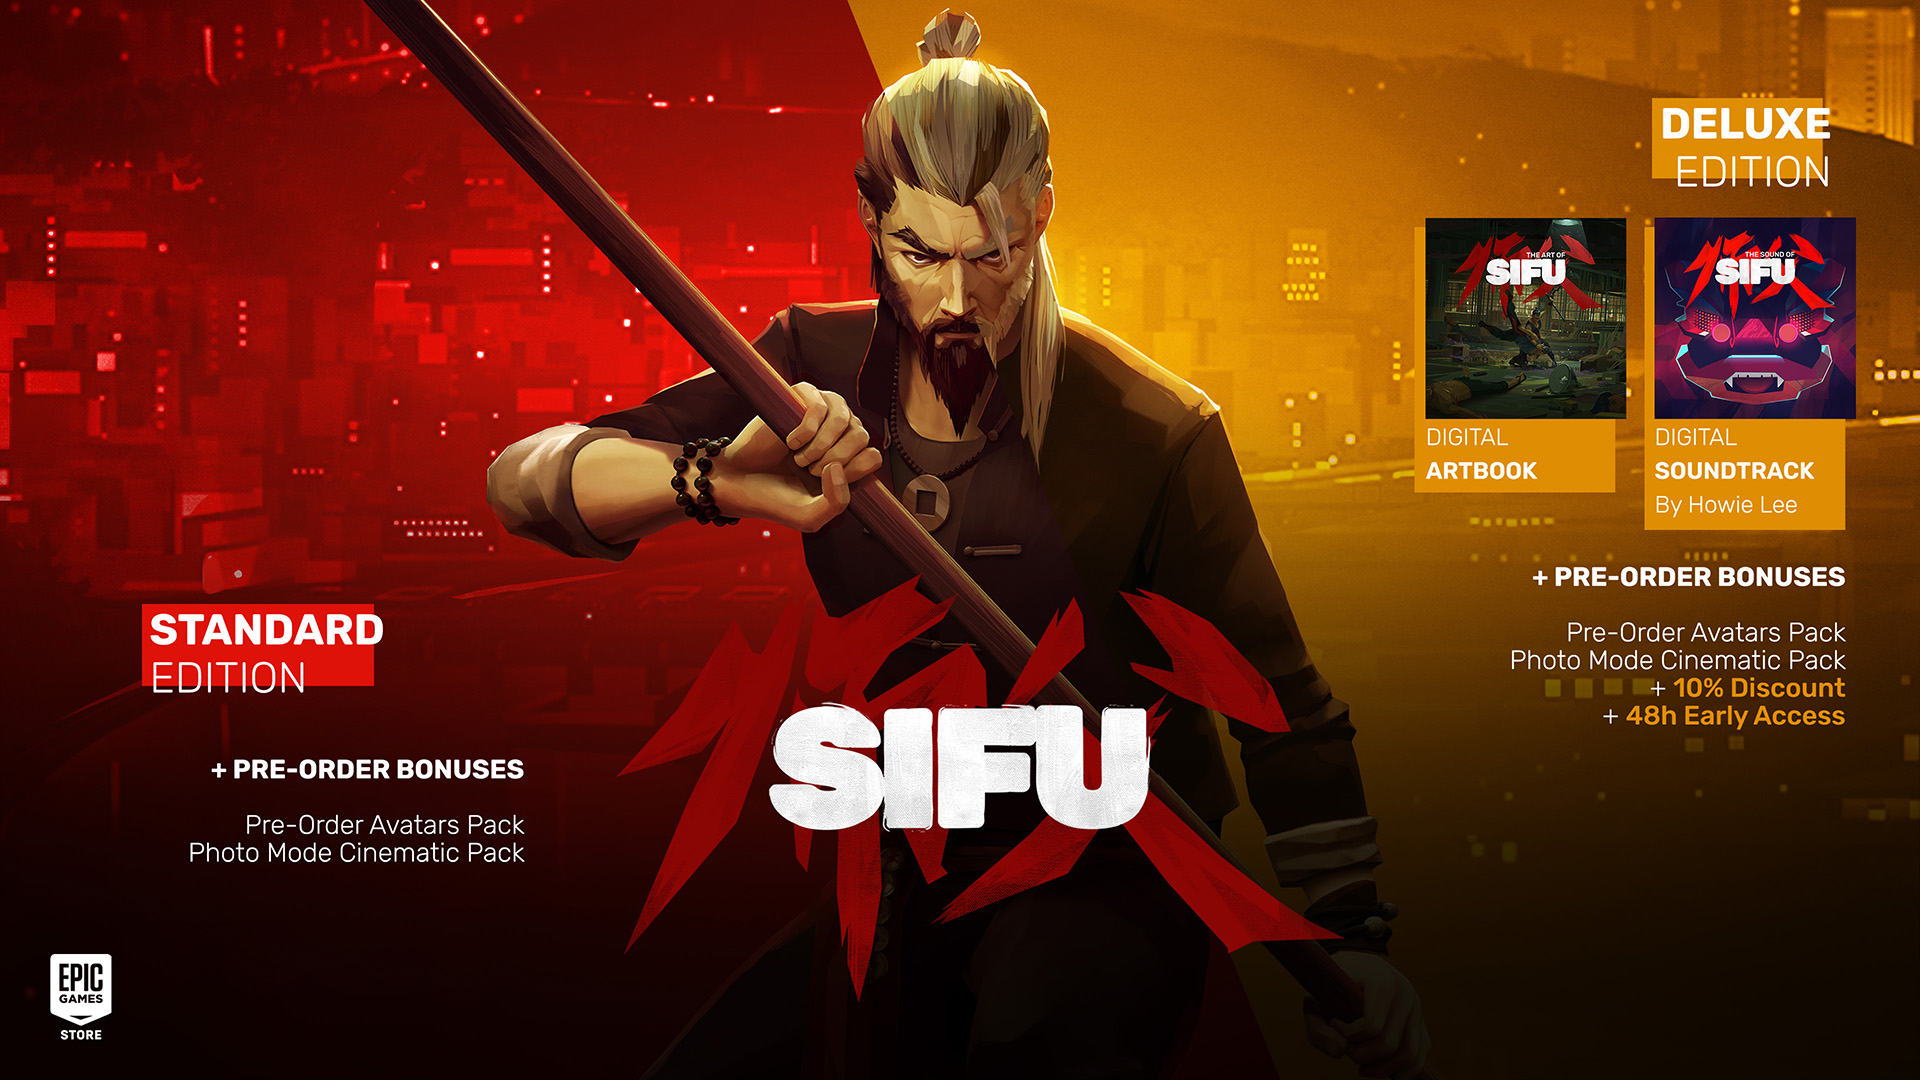 STANDARD
EDITION
+ PRE-ORDER BONUSES
Pre-Order Avatars Pack
Photo Mode Cinematic Pack
EPIC
GAMES
STORE
師父
SIFU
DELUXE
EDITION
THE ART OF
SIFU
DIGITAL
ARTBOOK
THE SOUND OF
SIFU
DIGITAL
SOUNDTRACK
By Howie Lee
+ PRE-ORDER BONUSES
Pre-Order Avatars Pack
Photo Mode Cinematic Pack
+ 10% Discount
+ 48h Early Access